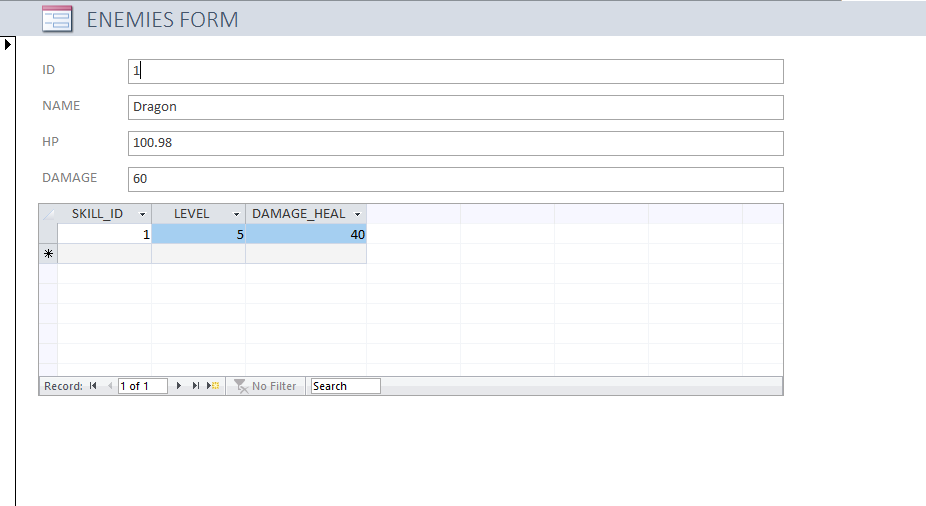 ENEMIES FORM
ID 1
NAME Dragon
HP 100.98
DAMAGE 60
SKILL_ID LEVEL DAMAGE_HEAL
1 5 40
Record: 1 of 1 No Filter Search